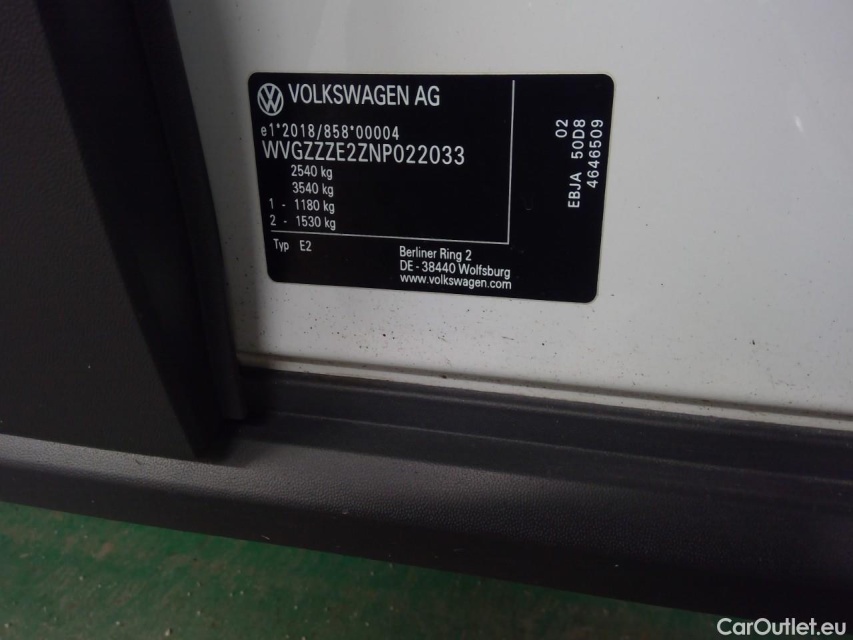 VOLKSWAGEN AG
e1*2018/858*00004
WVGZZZE2ZNP022033
2540 kg
3540 kg
1 - 1180 kg
2 - 1530 kg
Typ E2
Berliner Ring 2
DE - 38440 Wolfsburg
www.volkswagen.com
02
EBJA 50D8
4646509
CarOutlet.eu